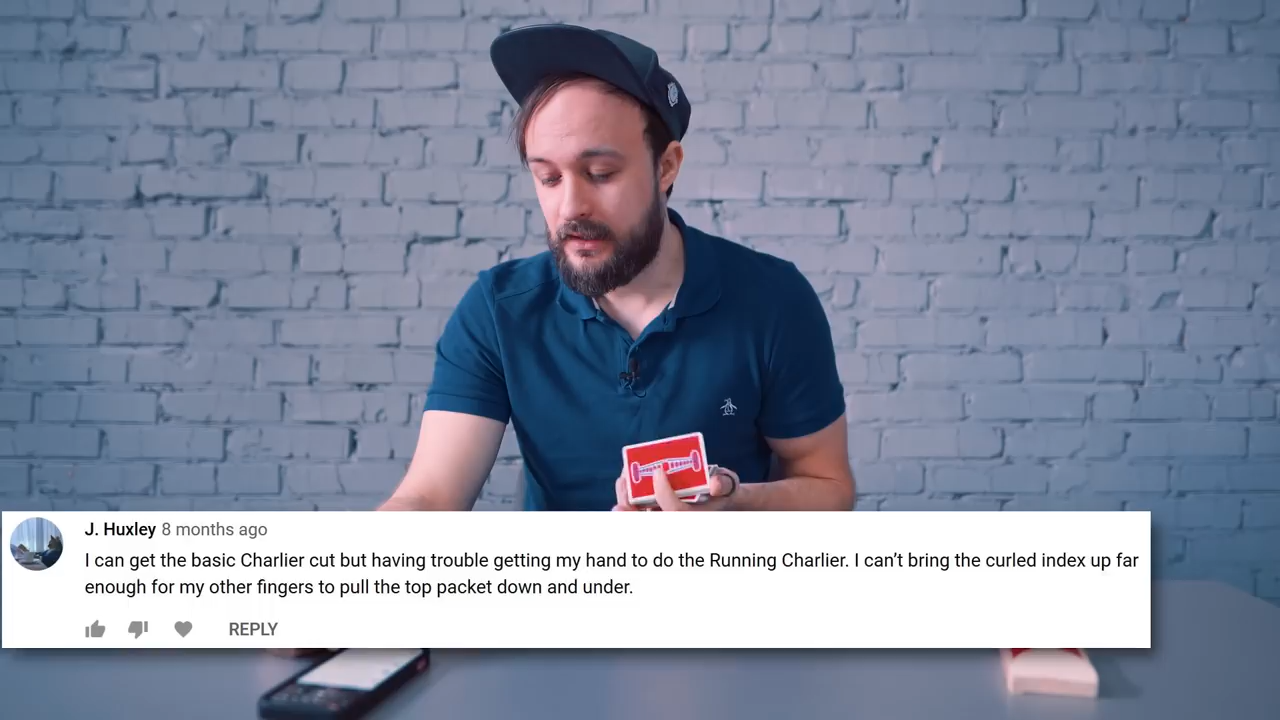 J. Huxley 8 months ago
I can get the basic Charlier cut but having trouble getting my hand to do the Running Charlier. I can’t bring the curled index up far
enough for my other fingers to pull the top packet down and under.
REPLY